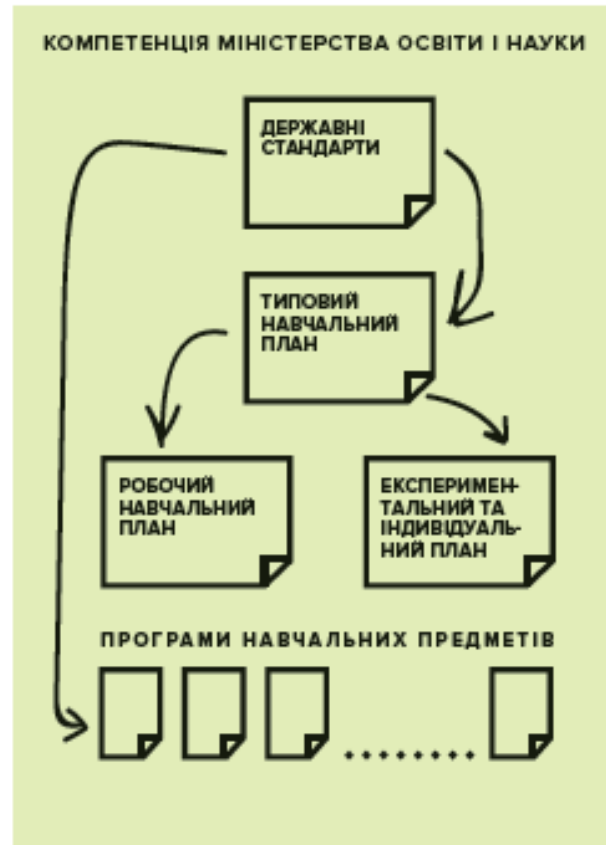 КОМПЕТЕНЦІЯ МІНІСТЕРСТВА ОСВІТИ І НАУКИ
ДЕРЖАВНІ
СТАНДАРТИ
ТИПОВИЙ
НАВЧАЛЬНИЙ
ПЛАН
РОБОЧИЙ
НАВЧАЛЬНИЙ
ПЛАН
ЕКСПЕРИМЕН-
ТАЛЬНИЙ ТА
ІНДИВІДУАЛЬ-
НИЙ ПЛАН
ПРОГРАМИ НАВЧАЛЬНИХ ПРЕДМЕТІВ